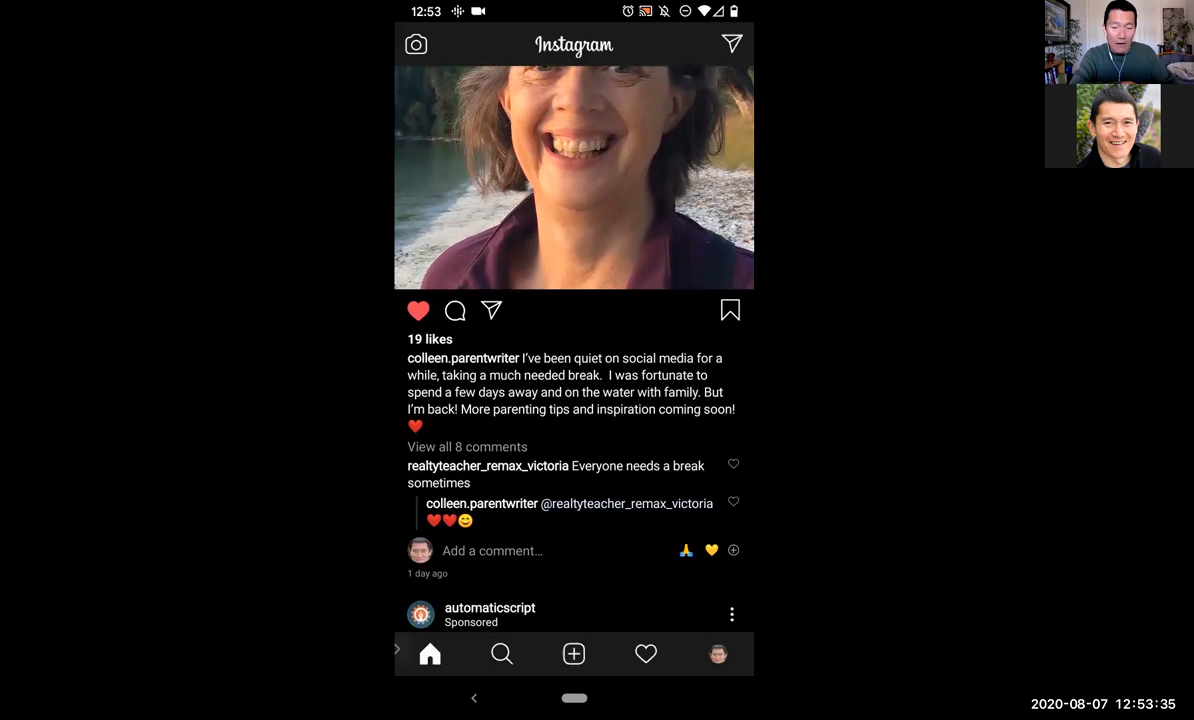 12:53
Instagram
19 likes
colleen.parentwriter I've been quiet on social media for a
while, taking a much needed break.  I was fortunate to
spend a few days away and on the water with family. But
I'm back! More parenting tips and inspiration coming soon!
❤️
View all 8 comments
realtyteacher_remax_victoria Everyone needs a break
sometimes
colleen.parentwriter @realtyteacher_remax_victoria
❤️❤️😊
Add a comment...
1 day ago
automaticscript
Sponsored
2020-08-07 12:53:35